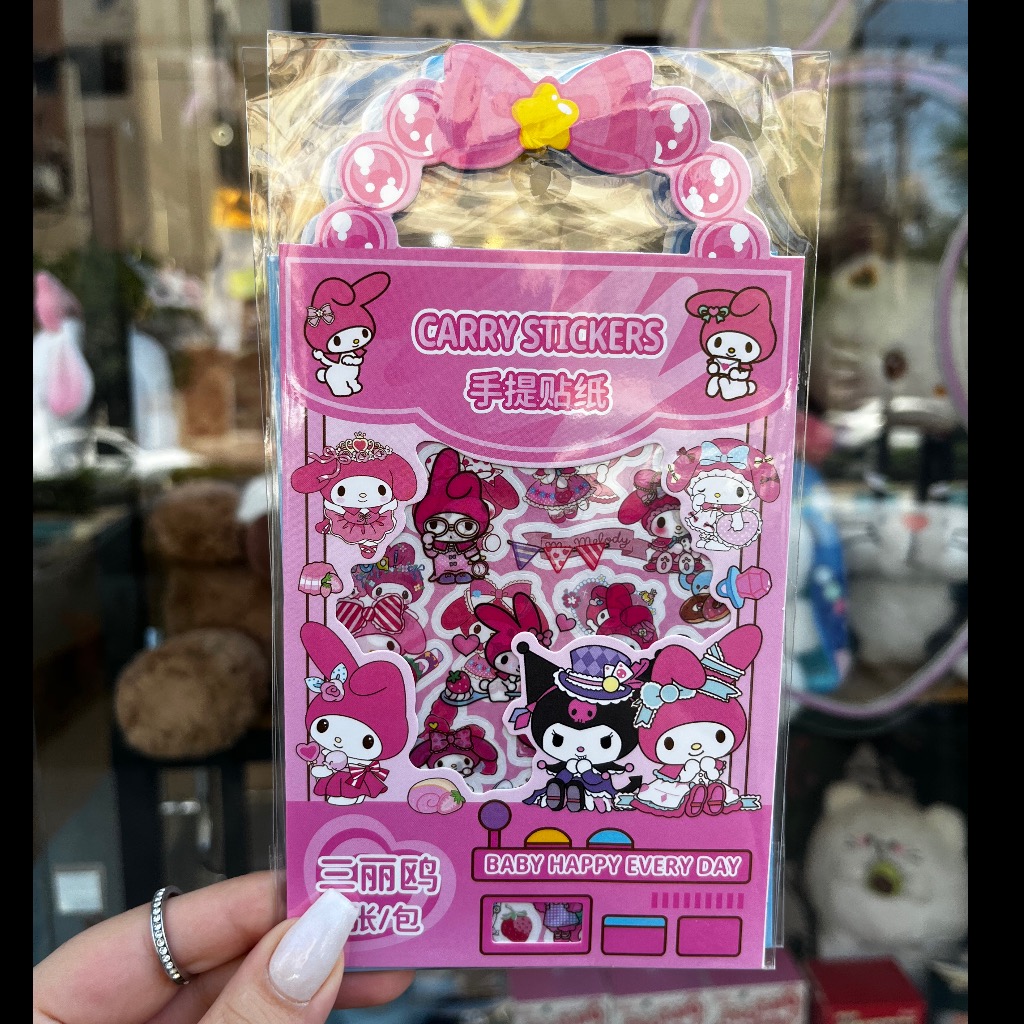 CARRY STICKERS
手提贴纸
My Melody
BABY HAPPY EVERY DAY
三丽鸥
张/包